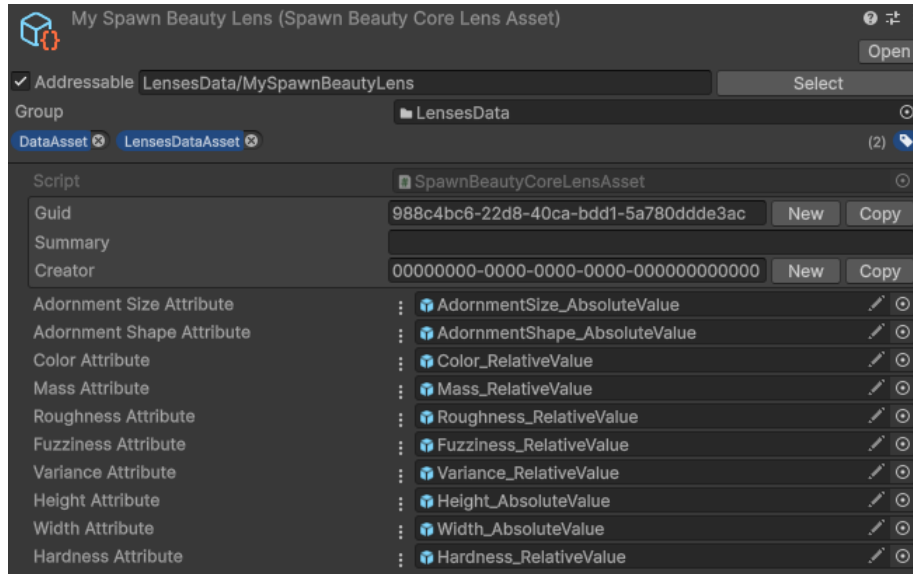 My Spawn Beauty Lens (Spawn Beauty Core Lens Asset)
Open
Addressable LensesData/MySpawnBeautyLens Select
Group LensesData
DataAsset LensesDataAsset (2)
Script SpawnBeautyCoreLensAsset
Guid 988c4bc6-22d8-40ca-bdd1-5a780ddde3ac New Copy
Summary
Creator 00000000-0000-0000-0000-000000000000 New Copy
Adornment Size Attribute AdornmentSize_AbsoluteValue
Adornment Shape Attribute AdornmentShape_AbsoluteValue
Color Attribute Color_RelativeValue
Mass Attribute Mass_RelativeValue
Roughness Attribute Roughness_RelativeValue
Fuzziness Attribute Fuzziness_RelativeValue
Variance Attribute Variance_RelativeValue
Height Attribute Height_AbsoluteValue
Width Attribute Width_AbsoluteValue
Hardness Attribute Hardness_RelativeValue